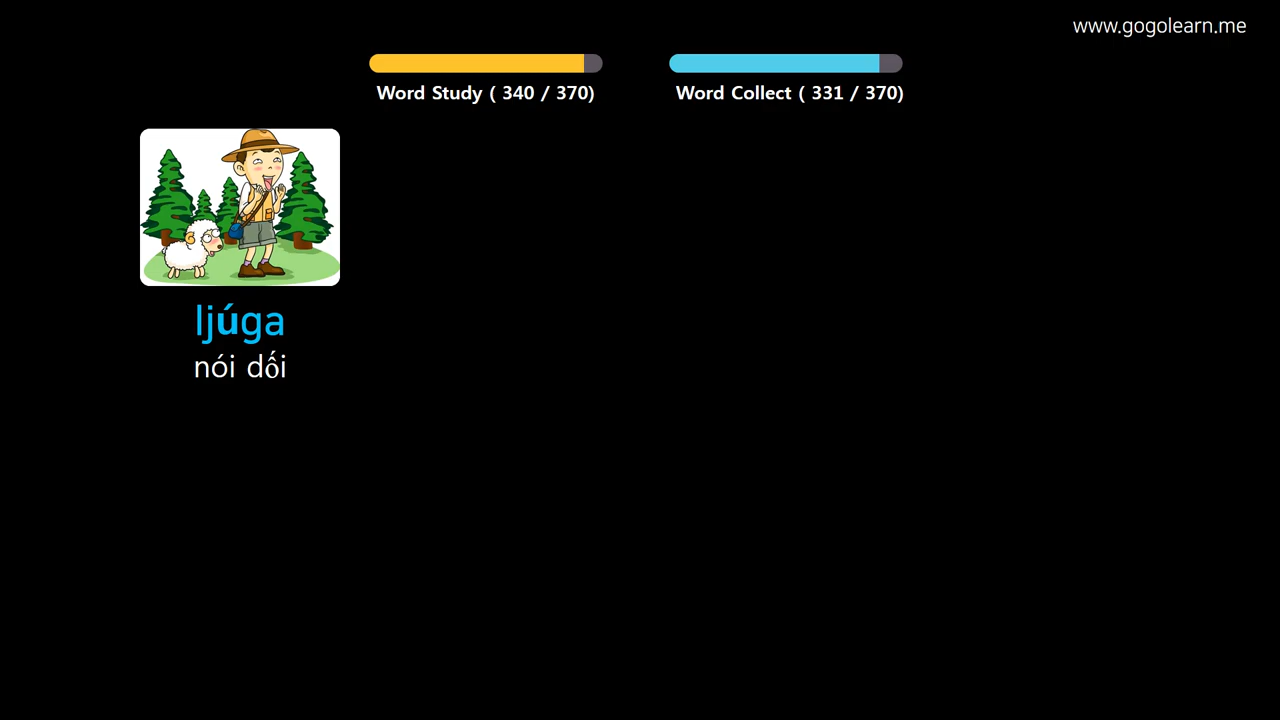 www.gogolearn.me
Word Study ( 340 / 370)
Word Collect ( 331 / 370)
ljúga
nói dối